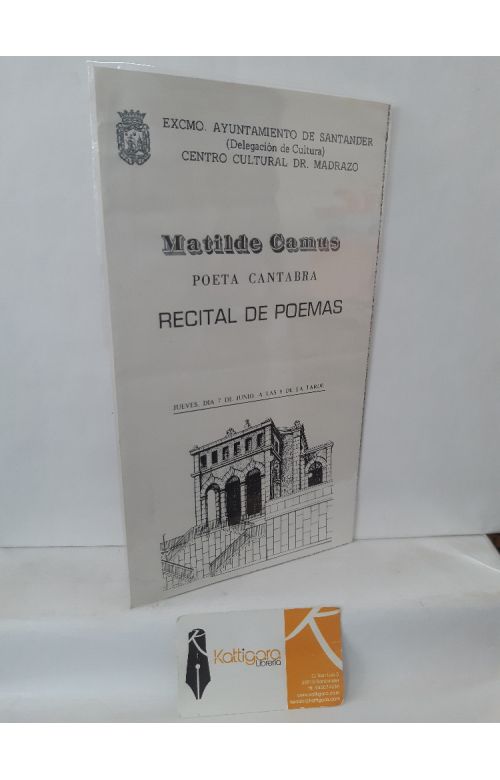 EXCMO. AYUNTAMIENTO DE SANTANDER
(Delegación de Cultura)
CENTRO CULTURAL DR. MADRAZO
Matilde Camus
POETA CANTABRA
RECITAL DE POEMAS
JUEVES, DIA 7 DE JUNIO, A LAS 8 DE LA TARDE
Kattigara
Librería